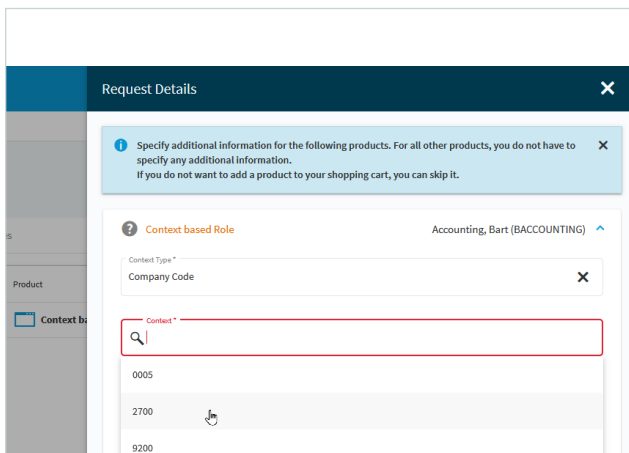 Request Details
Specify additional information for the following products. For all other products, you do not have to
specify any additional information.
If you do not want to add a product to your shopping cart, you can skip it.
Context based Role
Accounting, Bart (BACCOUNTING)
Context Type *
Company Code
Product
Context ba
Context *
0005
2700
9200